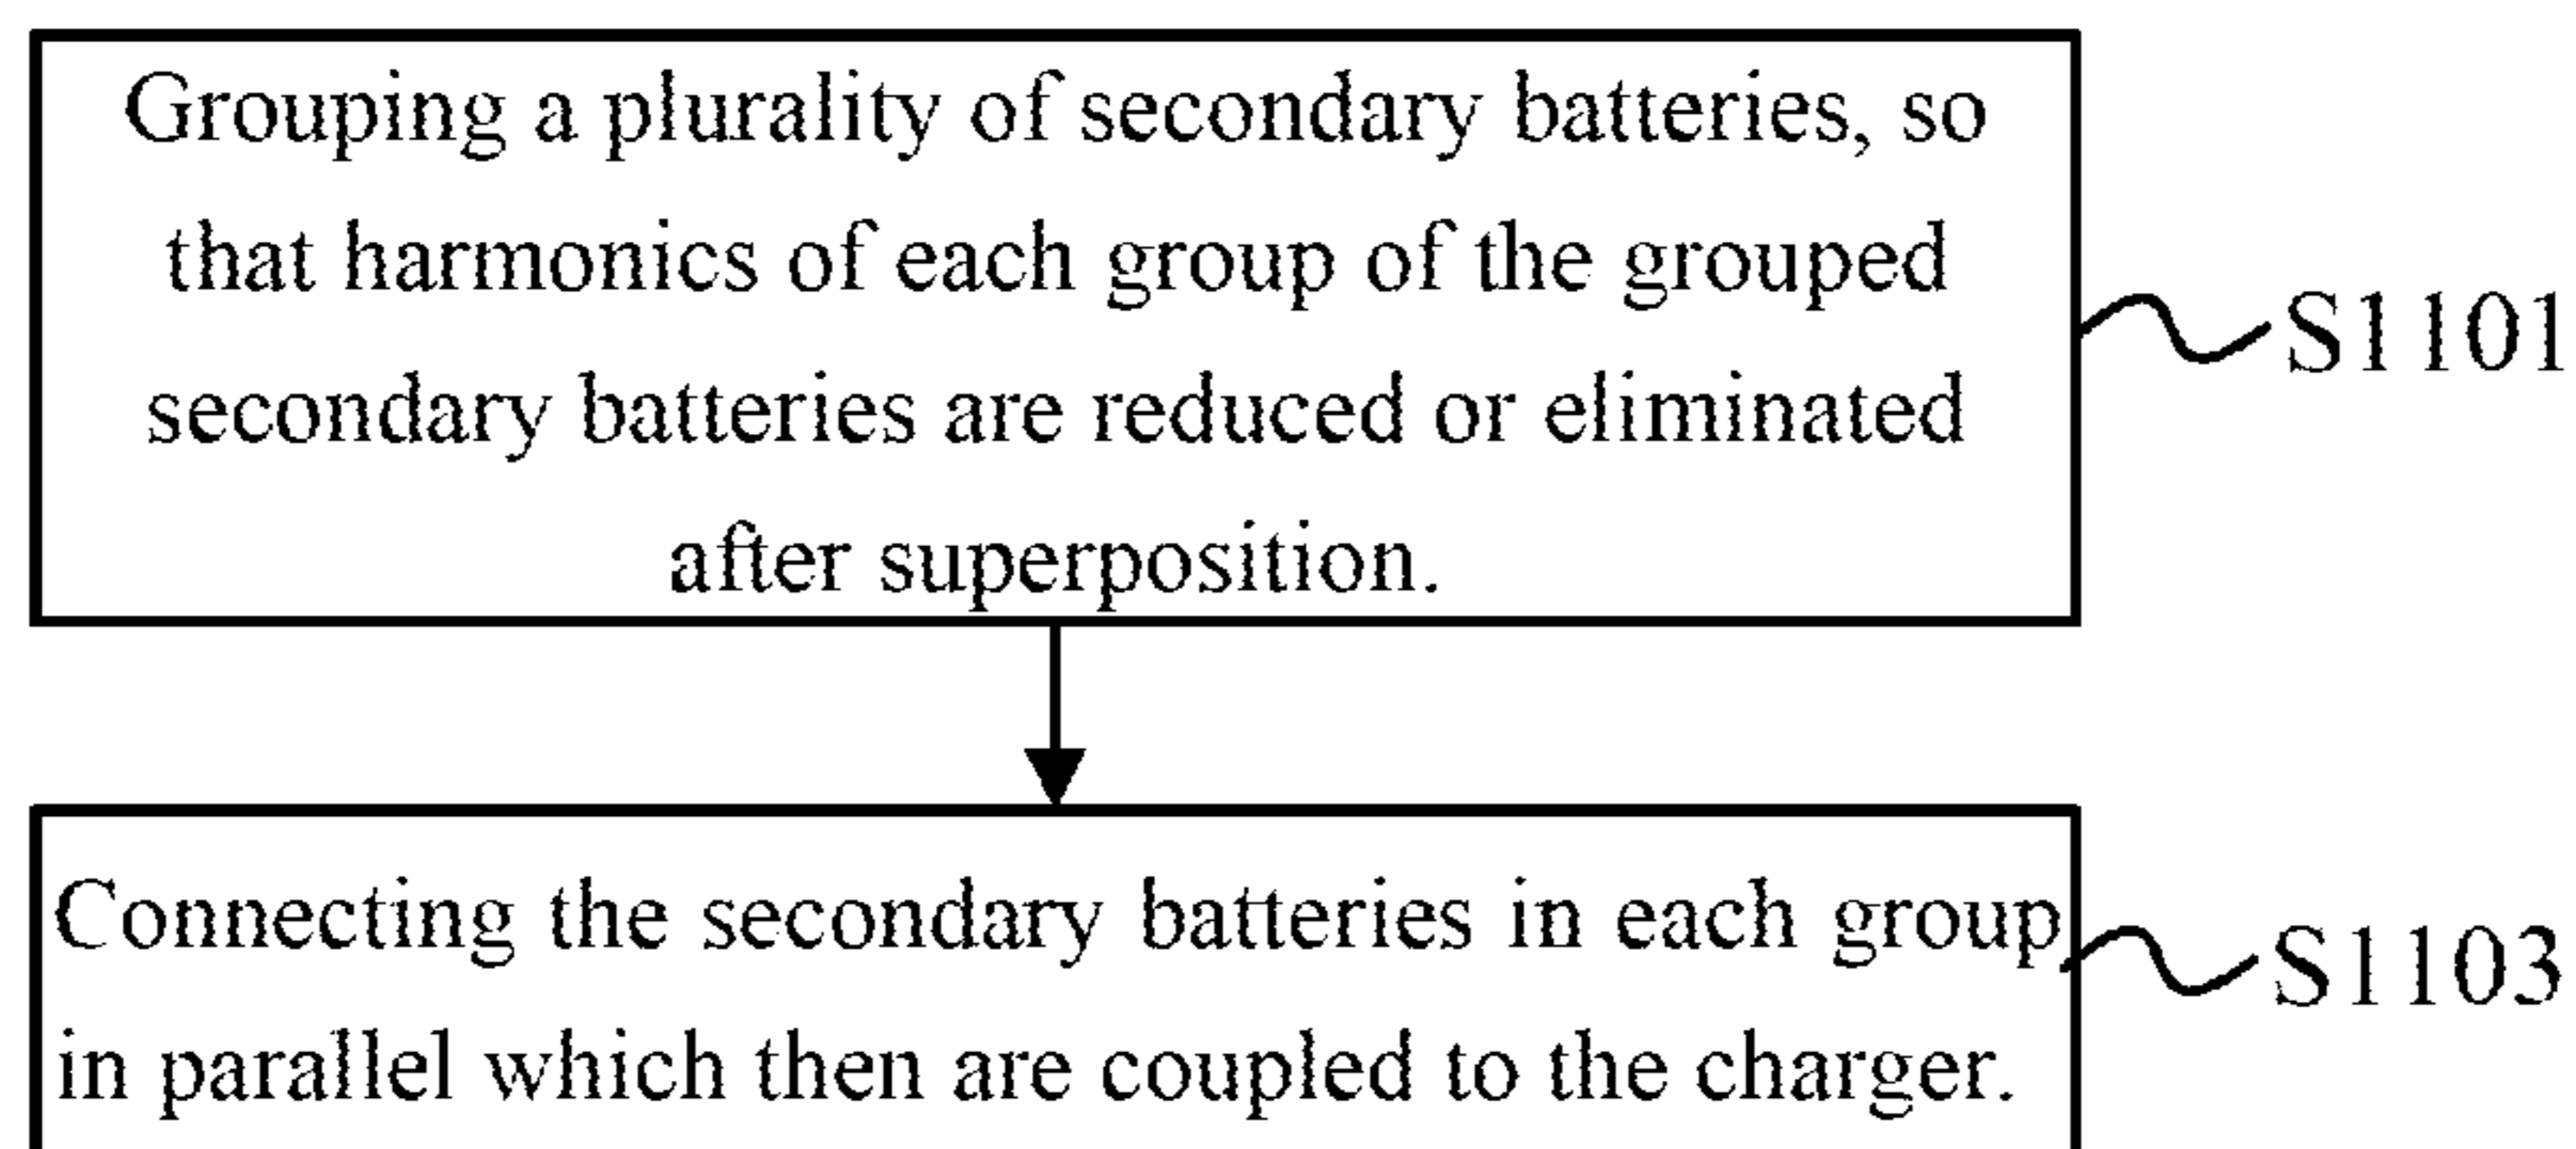 Grouping a plurality of secondary batteries, so
that harmonics of each group of the grouped
secondary batteries are reduced or eliminated
after superposition.
S1101
Connecting the secondary batteries in each group
in parallel which then are coupled to the charger.
S1103